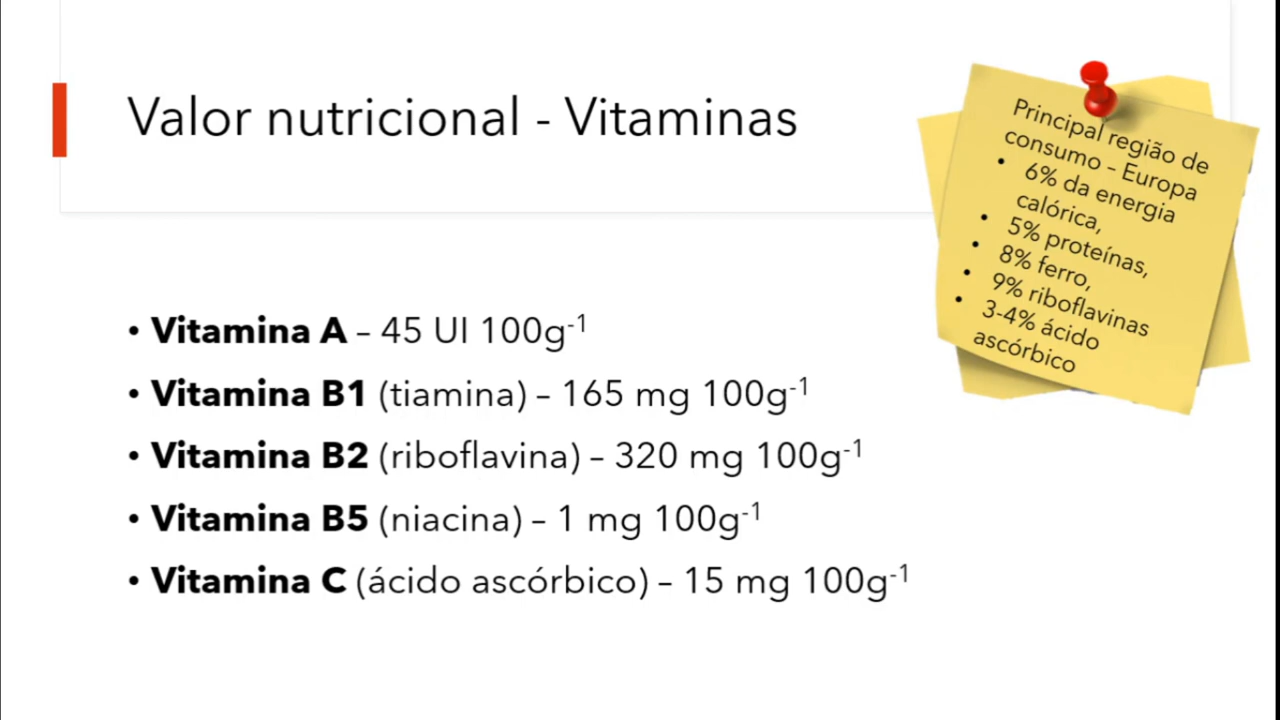 Valor nutricional - Vitaminas
Principal região de
consumo – Europa
• 6% da energia
calórica,
• 5% proteínas,
• 8% ferro,
• 9% riboflavinas
• 3-4% ácido
ascórbico
• Vitamina A – 45 UI 100g⁻¹
• Vitamina B1 (tiamina) – 165 mg 100g⁻¹
• Vitamina B2 (riboflavina) – 320 mg 100g⁻¹
• Vitamina B5 (niacina) – 1 mg 100g⁻¹
• Vitamina C (ácido ascórbico) – 15 mg 100g⁻¹